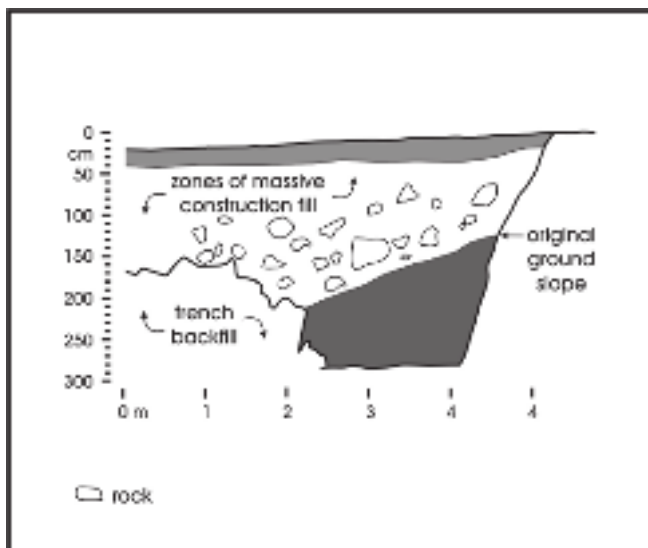 0
cm
50
100
150
200
250
300
zones of massive
construction fill
original
ground
slope
trench
backfill
0 m
1
2
3
4
4
rock